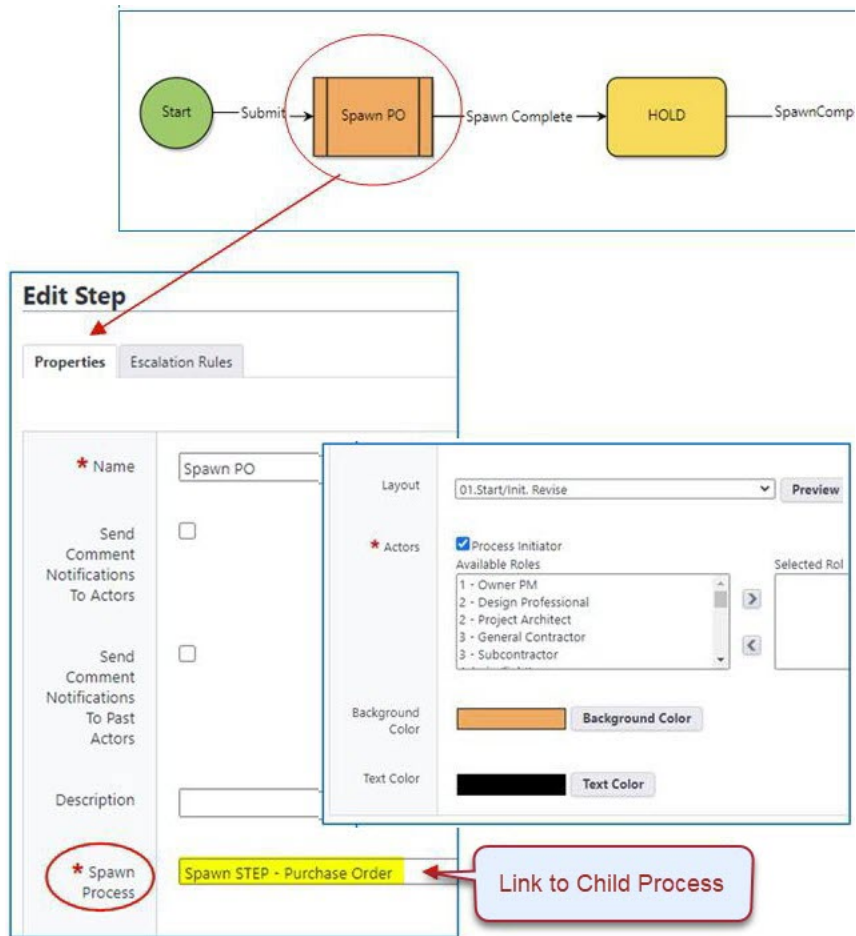 Start
Submit
Spawn PO
Spawn Complete
HOLD
SpawnComp
Edit Step
Properties
Escalation Rules
* Name
Spawn PO
Send
Comment
Notifications
To Actors
Send
Comment
Notifications
To Past
Actors
Description
* Spawn
Process
Spawn STEP - Purchase Order
Layout
01.Start/Init. Revise
Preview
* Actors
Process Initiator
Available Roles
Selected Rol
1 - Owner PM
2 - Design Professional
2 - Project Architect
3 - General Contractor
3 - Subcontractor
Background
Color
Background Color
Text Color
Text Color
Link to Child Process